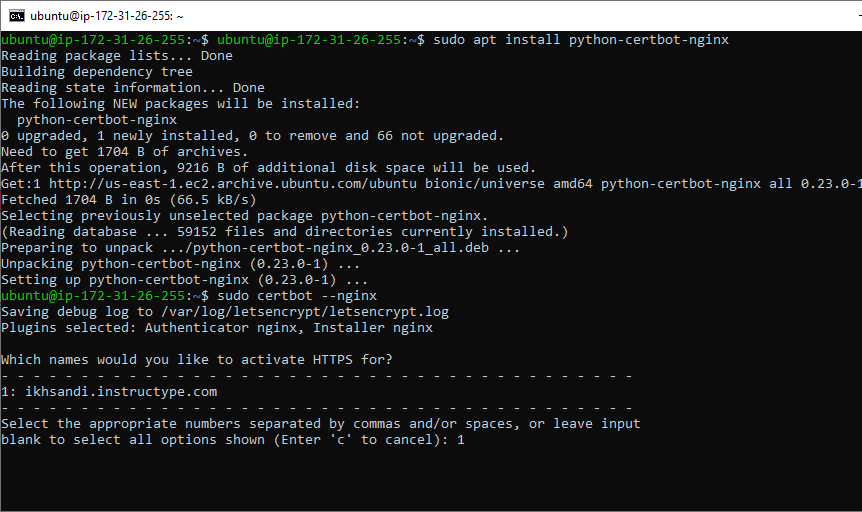 ubuntu@ip-172-31-26-255: ~
ubuntu@ip-172-31-26-255:~$ ubuntu@ip-172-31-26-255:~$ sudo apt install python-certbot-nginx
Reading package lists... Done
Building dependency tree
Reading state information... Done
The following NEW packages will be installed:
  python-certbot-nginx
0 upgraded, 1 newly installed, 0 to remove and 66 not upgraded.
Need to get 1704 B of archives.
After this operation, 9216 B of additional disk space will be used.
Get:1 http://us-east-1.ec2.archive.ubuntu.com/ubuntu bionic/universe amd64 python-certbot-nginx all 0.23.0-1
Fetched 1704 B in 0s (66.5 kB/s)
Selecting previously unselected package python-certbot-nginx.
(Reading database ... 59152 files and directories currently installed.)
Preparing to unpack .../python-certbot-nginx_0.23.0-1_all.deb ...
Unpacking python-certbot-nginx (0.23.0-1) ...
Setting up python-certbot-nginx (0.23.0-1) ...
ubuntu@ip-172-31-26-255:~$ sudo certbot --nginx
Saving debug log to /var/log/letsencrypt/letsencrypt.log
Plugins selected: Authenticator nginx, Installer nginx

Which names would you like to activate HTTPS for?
- - - - - - - - - - - - - - - - - - - - - - - - - - - - - - - - - - - - - - - -
1: ikhsandi.instructype.com
- - - - - - - - - - - - - - - - - - - - - - - - - - - - - - - - - - - - - - - -
Select the appropriate numbers separated by commas and/or spaces, or leave input
blank to select all options shown (Enter 'c' to cancel): 1